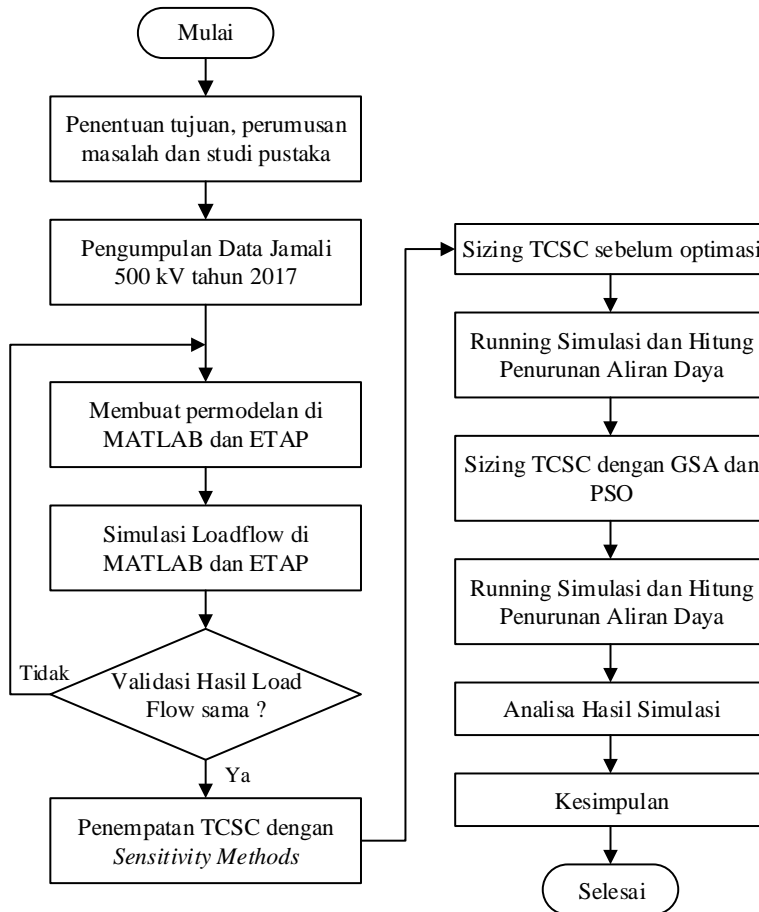 Mulai
Penentuan tujuan, perumusan
masalah dan studi pustaka
Pengumpulan Data Jamali
500 kV tahun 2017
Membuat permodelan di
MATLAB dan ETAP
Simulasi Loadflow di
MATLAB dan ETAP
Tidak
Validasi Hasil Load
Flow sama ?
Ya
Penempatan TCSC dengan
Sensitivity Methods
Sizing TCSC sebelum optimasi
Running Simulasi dan Hitung
Penurunan Aliran Daya
Sizing TCSC dengan GSA dan
PSO
Running Simulasi dan Hitung
Penurunan Aliran Daya
Analisa Hasil Simulasi
Kesimpulan
Selesai